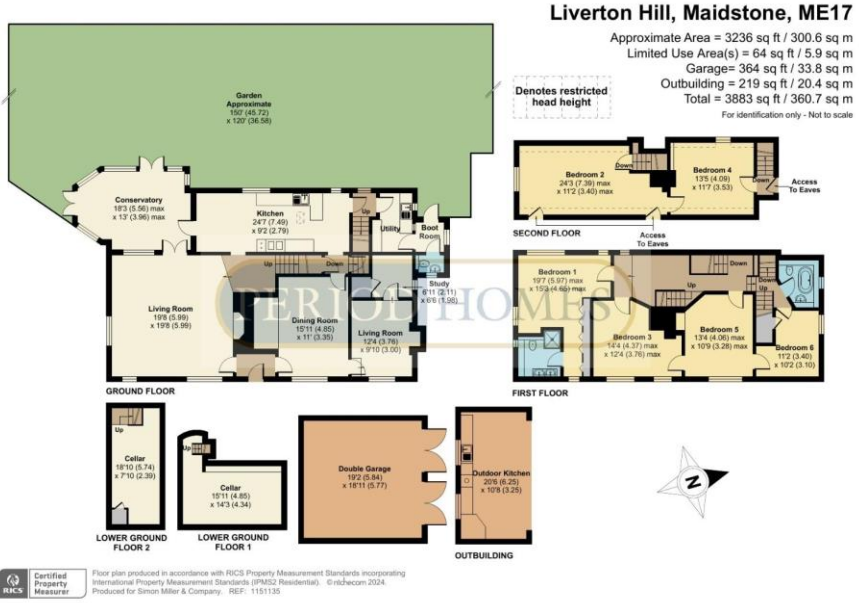 Liverton Hill, Maidstone, ME17
Approximate Area = 3236 sq ft / 300.6 sq m
Limited Use Area(s) = 64 sq ft / 5.9 sq m
Garage= 364 sq ft / 33.8 sq m
Outbuilding = 219 sq ft / 20.4 sq m
Total = 3883 sq ft / 360.7 sq m
For identification only - Not to scale
Denotes restricted
head height
Garden
Approximate
150' (45.72)
x 120' (36.58)
Conservatory
18'3 (5.56) max
x 13' (3.96) max
Kitchen
24'7 (7.49)
x 9'2 (2.79)
Up
Utility
Boot
Room
Up
Down
Study
6'11 (2.11)
x 6'6 (1.98)
Living Room
19'8 (5.99)
x 19'8 (5.99)
Dining Room
15'11 (4.85)
x 11' (3.35)
Living Room
12'4 (3.76)
x 9'10 (3.00)
GROUND FLOOR
PERIOD HOMES
Bedroom 2
24'3 (7.39) max
x 11'2 (3.40) max
Down
Bedroom 4
13'5 (4.09)
x 11'7 (3.53)
Down
Access
To Eaves
Access
To Eaves
SECOND FLOOR
Bedroom 1
19'7 (5.97) max
x 15'3 (4.65) max
Up
Down
Down
Up
Bedroom 3
14'4 (4.37) max
x 12'4 (3.76) max
Bedroom 5
13'4 (4.06) max
x 10'9 (3.28) max
Bedroom 6
11'2 (3.40)
x 10'2 (3.10)
FIRST FLOOR
Up
Cellar
18'10 (5.74)
x 7'10 (2.39)
LOWER GROUND
FLOOR 2
Up
Cellar
15'11 (4.85)
x 14'3 (4.34)
LOWER GROUND
FLOOR 1
Double Garage
19'2 (5.84)
x 18'11 (5.77)
Outdoor Kitchen
20'6 (6.25)
x 10'8 (3.25)
OUTBUILDING
N
RICS
Certified
Property
Measurer
Floor plan produced in accordance with RICS Property Measurement Standards incorporating
International Property Measurement Standards (IPMS2 Residential). © nichecom 2024.
Produced for Simon Miller & Company. REF: 1151135